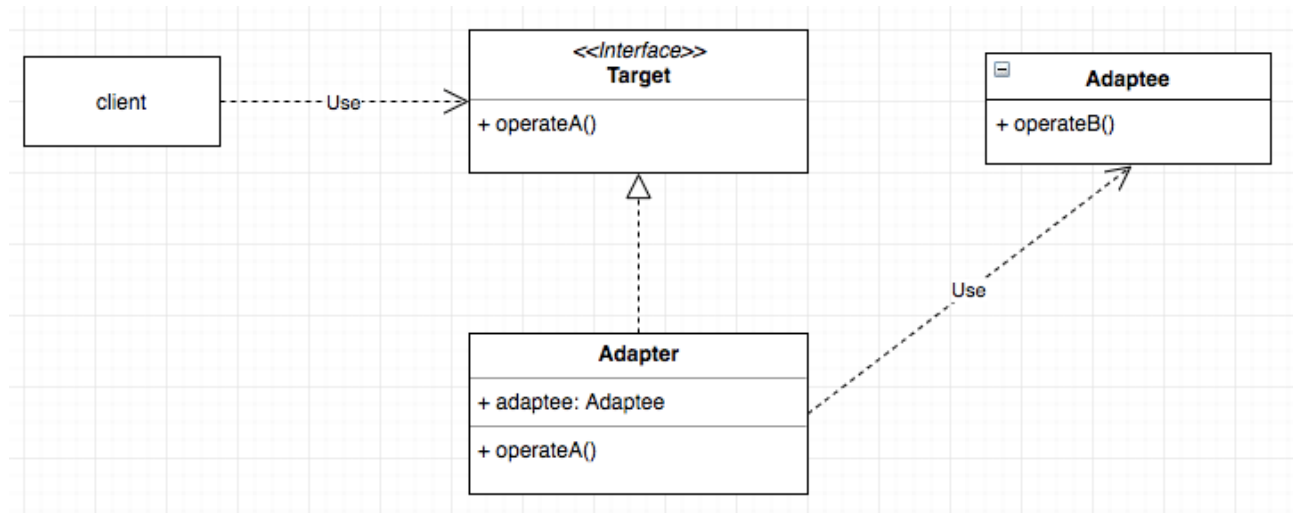 client
Use
<<Interface>>
Target
+ operateA()
Adaptee
+ operateB()
Use
Adapter
+ adaptee: Adaptee
+ operateA()